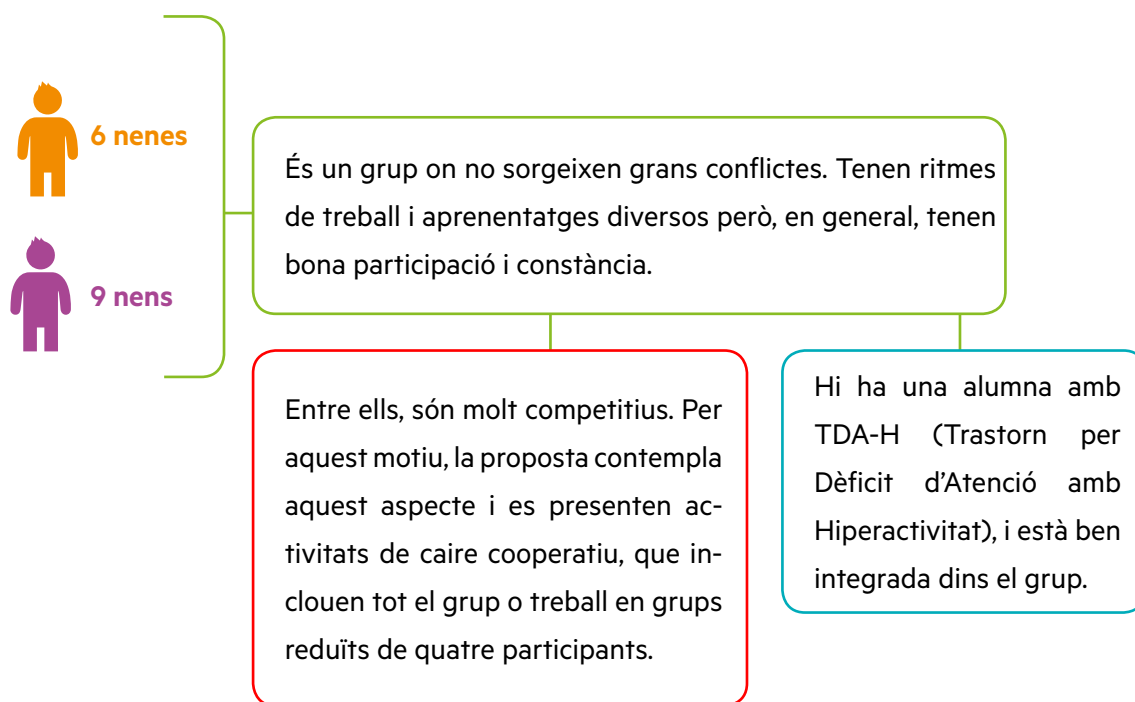 6 nenes
9 nens
És un grup on no sorgeixen grans conflictes. Tenen ritmes
de treball i aprenentatges diversos però, en general, tenen
bona participació i constància.
Entre ells, són molt competitius. Per
aquest motiu, la proposta contempla
aquest aspecte i es presenten ac-
tivitats de caire cooperatiu, que in-
clouen tot el grup o treball en grups
reduïts de quatre participants.
Hi ha una alumna amb
TDA-H (Trastorn per
Dèficit d’Atenció amb
Hiperactivitat), i està ben
integrada dins el grup.